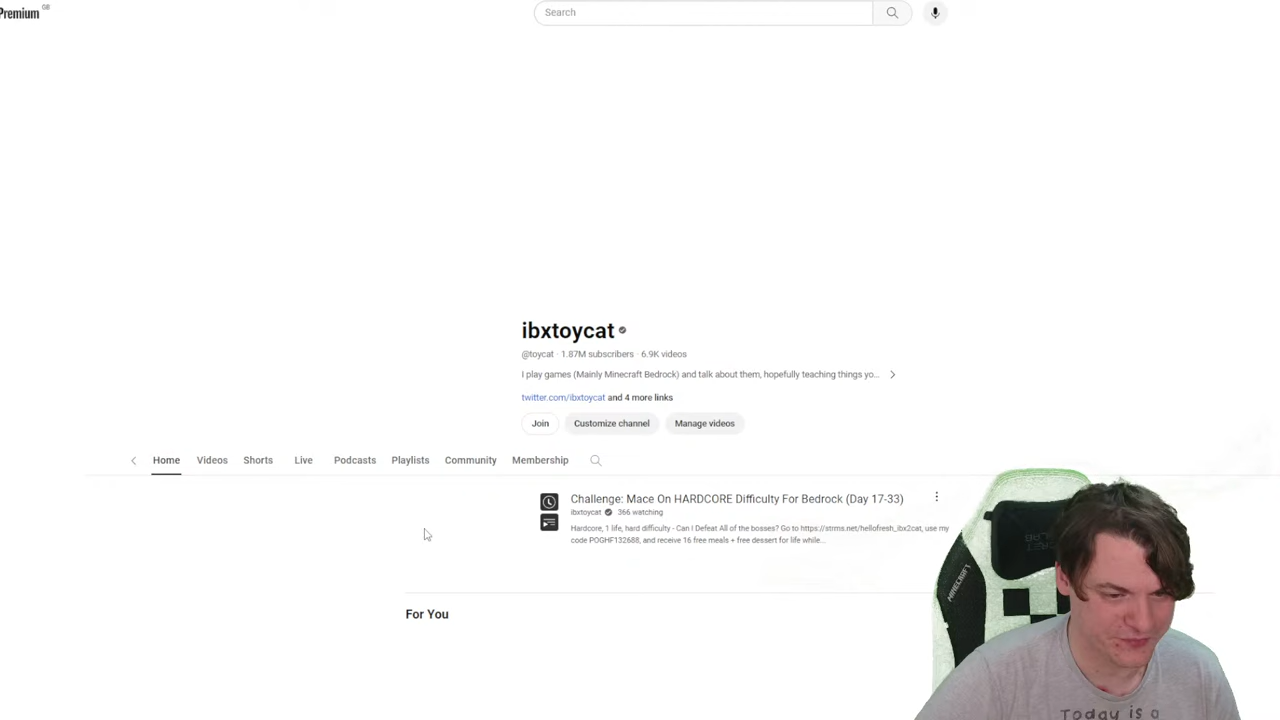 Premium GB
Search
ibxtoycat
@toycat · 1.87M subscribers · 6.9K videos
I play games (Mainly Minecraft Bedrock) and talk about them, hopefully teaching things yo...
twitter.com/ibxtoycat and 4 more links
Join Customize channel Manage videos
Home Videos Shorts Live Podcasts Playlists Community Membership
Challenge: Mace On HARDCORE Difficulty For Bedrock (Day 17-33)
ibxtoycat 366 watching
Hardcore, 1 life, hard difficulty - Can I Defeat All of the bosses? Go to https://strms.net/hellofresh_ibx2cat, use my
code POGHF132688, and receive 16 free meals + free dessert for life while...
MINECRAFT
For You
Today is a